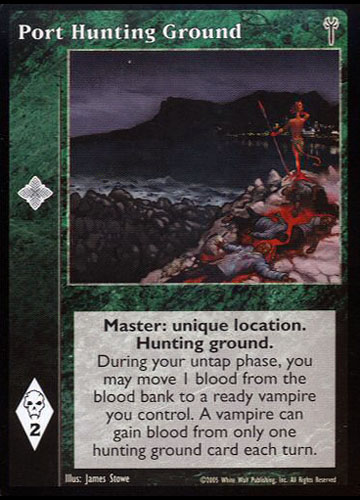 Port Hunting Ground
Master: unique location.
Hunting ground.
During your untap phase, you
may move 1 blood from the
blood bank to a ready vampire
you control. A vampire can
gain blood from only one
hunting ground card each turn.
2
Illus: James Stowe
©2005 White Wolf Publishing, Inc. All Rights Reserved